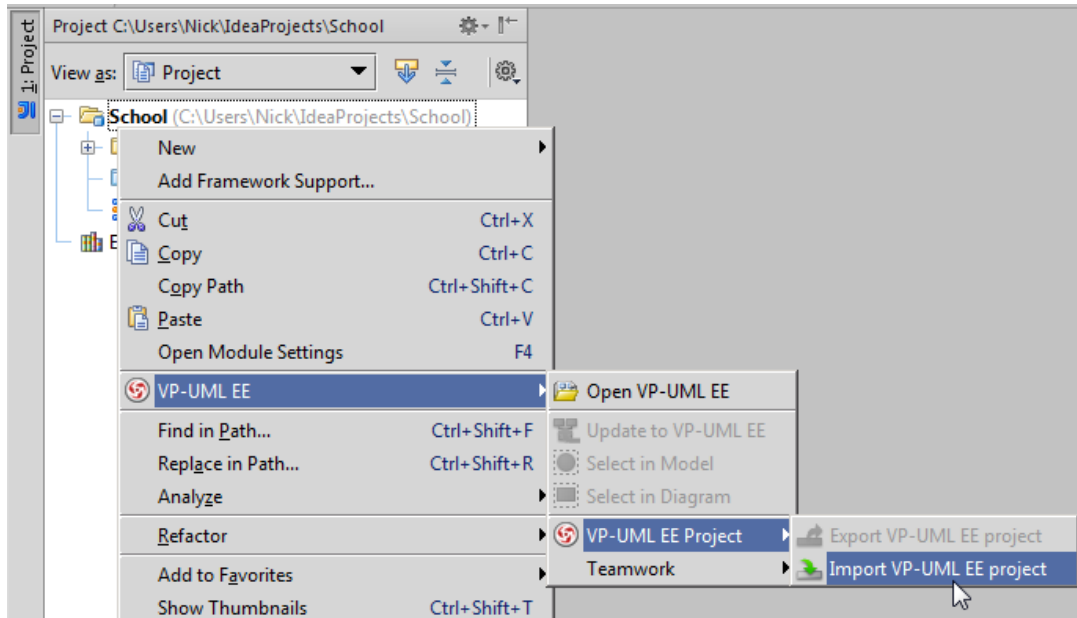 1: Project
Project C:\Users\Nick\IdeaProjects\School
View as: Project
School (C:\Users\Nick\IdeaProjects\School)
E
New
Add Framework Support...
Cut Ctrl+X
Copy Ctrl+C
Copy Path Ctrl+Shift+C
Paste Ctrl+V
Open Module Settings F4
VP-UML EE
Open VP-UML EE
Find in Path... Ctrl+Shift+F
Update to VP-UML EE
Replace in Path... Ctrl+Shift+R
Select in Model
Analyze
Select in Diagram
Refactor
VP-UML EE Project
Export VP-UML EE project
Add to Favorites
Teamwork
Import VP-UML EE project
Show Thumbnails Ctrl+Shift+T